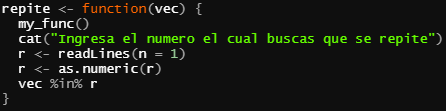 repite <- function(vec) {
  my_func()
  cat("Ingresa el numero el cual buscas que se repite")
  r <- readLines(n = 1)
  r <- as.numeric(r)
  vec %in% r
}